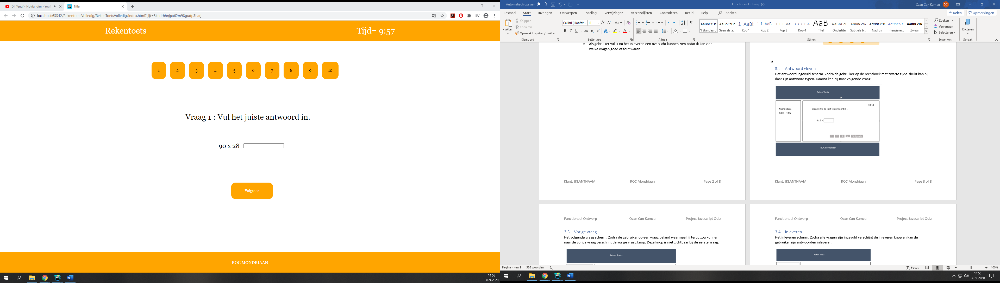 Dil Tengî - Nokta Idim - You
Title
localhost:63342/RekentoetsVolledig/RekenToetsVolledig/index.html?_ijt=3kedrhhnjpa62m98gudp3harj
Rekentoets
Tijd= 9:57
1 2 3 4 5 6 7 8 9 10
Vraag 1 : Vul het juiste antwoord in.
90 x 28=
Volgende
ROC MONDRIAAN
14:56
30-9-2020
Automatisch opslaan
FunctioneelOntwerp (2)
Ozan Can Kumcu OC
Bestand Start Invoegen Ontwerpen Indeling Verwijzingen Verzendlijsten Controleren Beeld Help Zoeken
Delen Opmerkingen
Plakken
Knippen
Kopiëren
Opmaak kopiëren/plakken
Klembord
Calibri (Hoofdt 11
Lettertype
Alinea
AaBbCcDc AaBbCcDc 1 AaBb 1.1 AaBb 1.1.1 Aa 1.1.1.1 A AaB AaBbCcD AaBbCcDc AaBbCcDc AaBbCcDc AaBbCcDc
¶ Standaard Geen afsta... Kop 1 Kop 2 Kop 3 Kop 4 Titel Ondertitel Subtiele b... Nadruk Intensieve... Zwaar
Stijlen
Zoeken
Vervangen
Selecteren
Bewerken
Dicteren
Spraak
o Als gebruiker wil ik na het inleveren een overzicht kunnen zien zodat ik kan zien
welke vragen goed of fout waren.
Klant: [KLANTNAAM] ROC Mondriaan Page 2 of 8
3.2 Antwoord Geven
Het antwoord ingevuld scherm. Zodra de gebruiker op de rechthoek met zwarte zijde drukt kan hij
daar zijn antwoord typen. Daarna kan hij naar volgende vraag.
Reken Toets
10:18
Naam: Ozan
Klas: T2Ja
Vraag 1:Vul de juist te antwoord in .
8 x 9 =
1 2 3 4 Volgende
ROC Mondriaan
Klant: [KLANTNAAM] ROC Mondriaan Page 3 of 8
Functioneel Ontwerp Ozan Can Kumcu Project Javascript Quiz
3.3 Vorige vraag
Het volgende vraag scherm. Zodra de gebruiker op een vraag beland waarmee hij terug zou kunnen
naar de vorige vraag verschijnt de vorige vraag knop. Deze knop is niet zichtbaar bij de eerste vraag.
Reken Toets
Functioneel Ontwerp Ozan Can Kumcu Project Javascript Quiz
3.4 Inleveren
Het inleveren scherm. Zodra alle vragen zijn ingevuld verschijnt de inleveren knop en kan de
gebruiker zijn antwoorden inleveren.
Reken Toets
Pagina 4 van 9 526 woorden
Focus
100%
14:56
30-9-2020